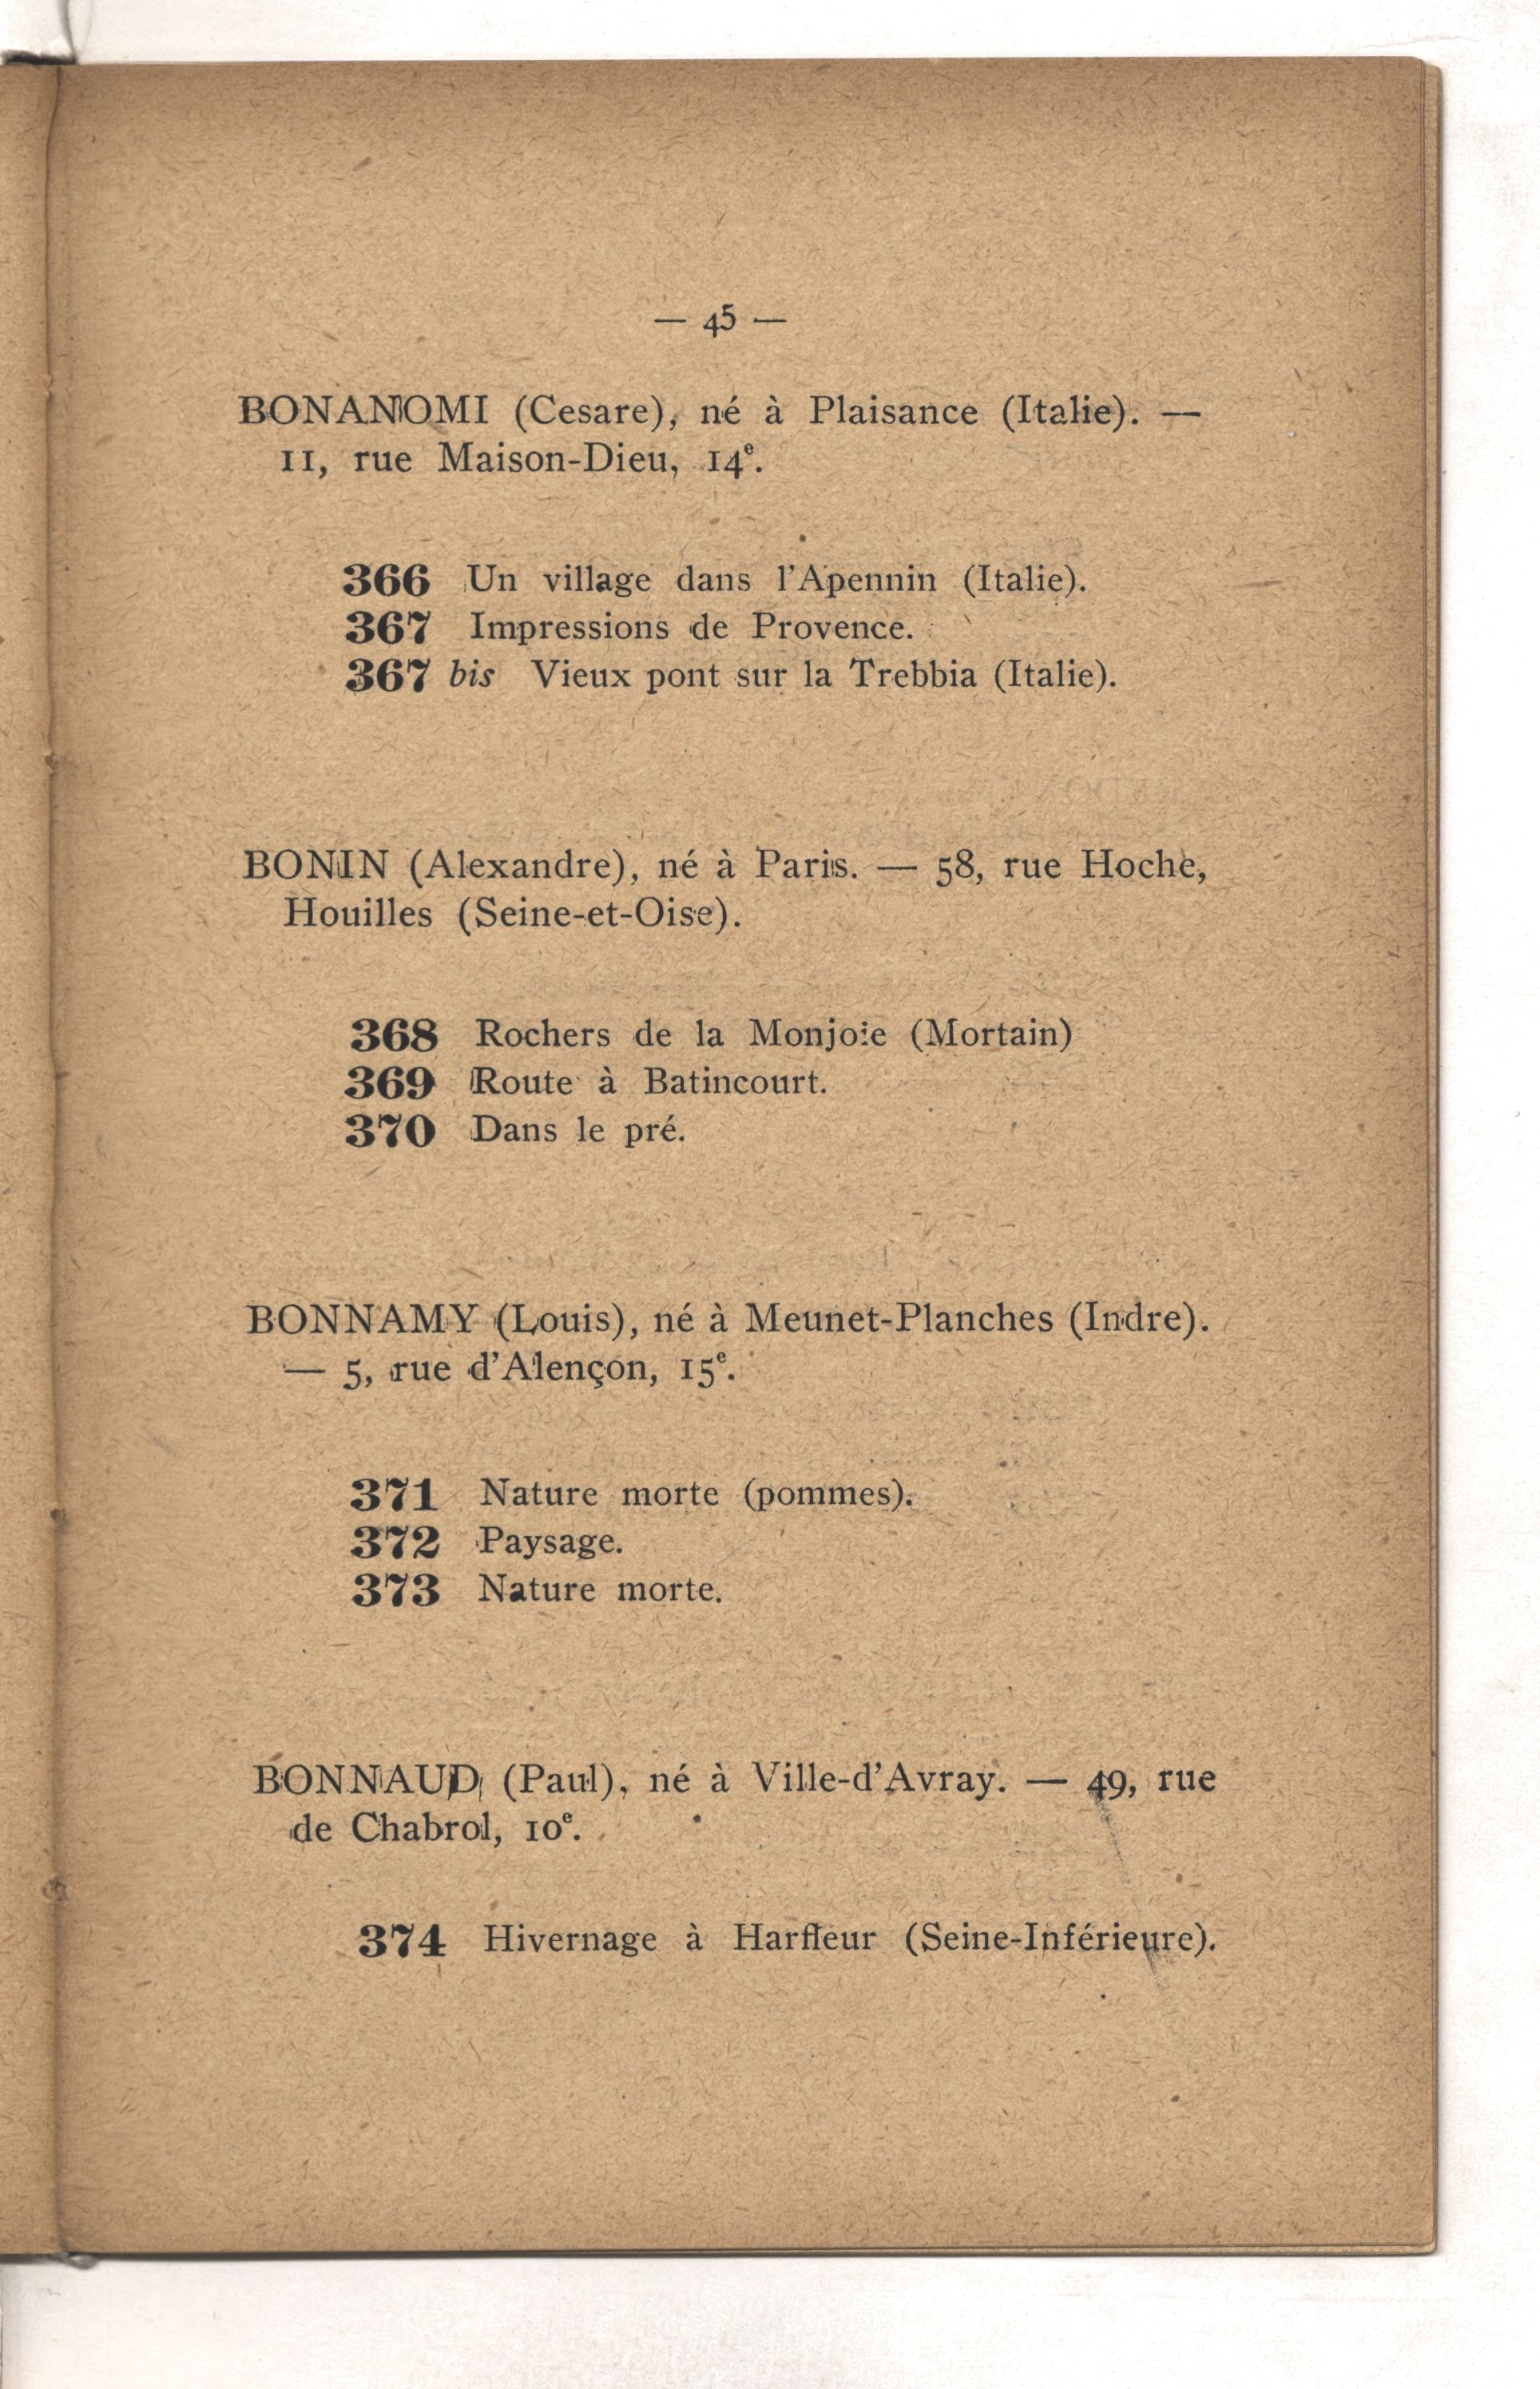 — 45 —
BONANOMI (Cesare), né à Plaisance (Italie). —
11, rue Maison-Dieu, 14e.
366 Un village dans l'Apennin (Italie).
367 Impressions de Provence.
367 bis Vieux pont sur la Trebbia (Italie).
BONIN (Alexandre), né à Paris. — 58, rue Hoche,
Houilles (Seine-et-Oise).
368 Rochers de la Monjoie (Mortain)
369 Route à Batincourt.
370 Dans le pré.
BONNAMY (Louis), né à Meunet-Planches (Indre).
— 5, rue d'Alençon, 15e.
371 Nature morte (pommes).
372 Paysage.
373 Nature morte.
BONNAUD (Paul), né à Ville-d'Avray. — 49, rue
de Chabrol, 10e.
374 Hivernage à Harfleur (Seine-Inférieure).